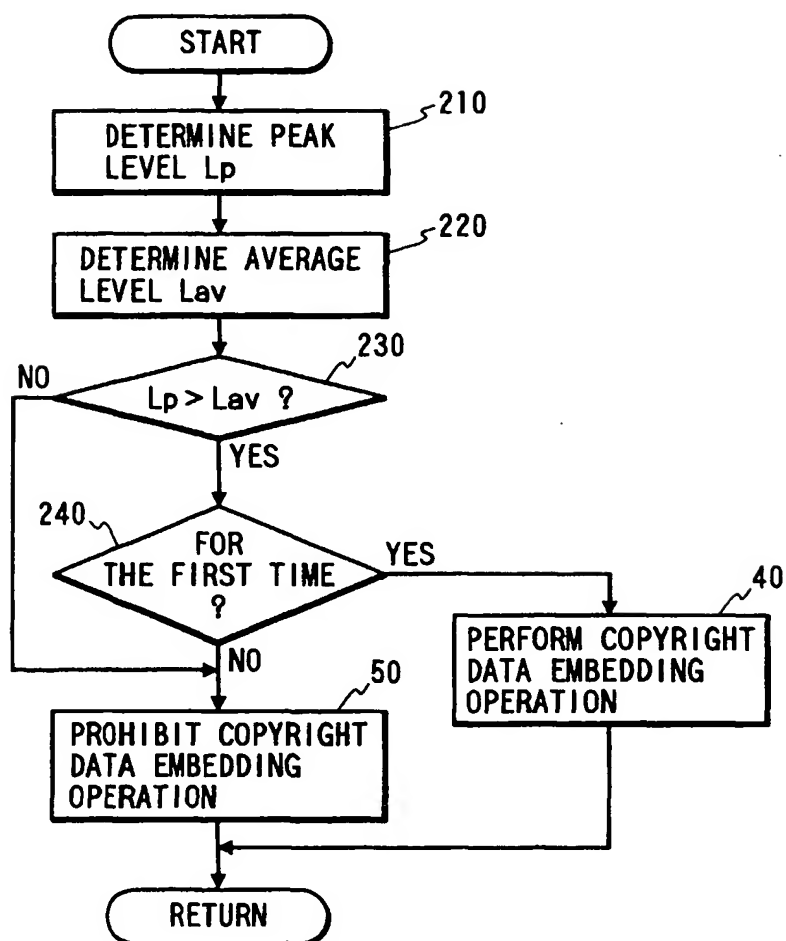 START
210
DETERMINE PEAK
LEVEL Lp
220
DETERMINE AVERAGE
LEVEL Lav
230
NO
Lp > Lav ?
YES
240
FOR
THE FIRST TIME
?
YES
NO
40
PERFORM COPYRIGHT
DATA EMBEDDING
OPERATION
50
PROHIBIT COPYRIGHT
DATA EMBEDDING
OPERATION
RETURN